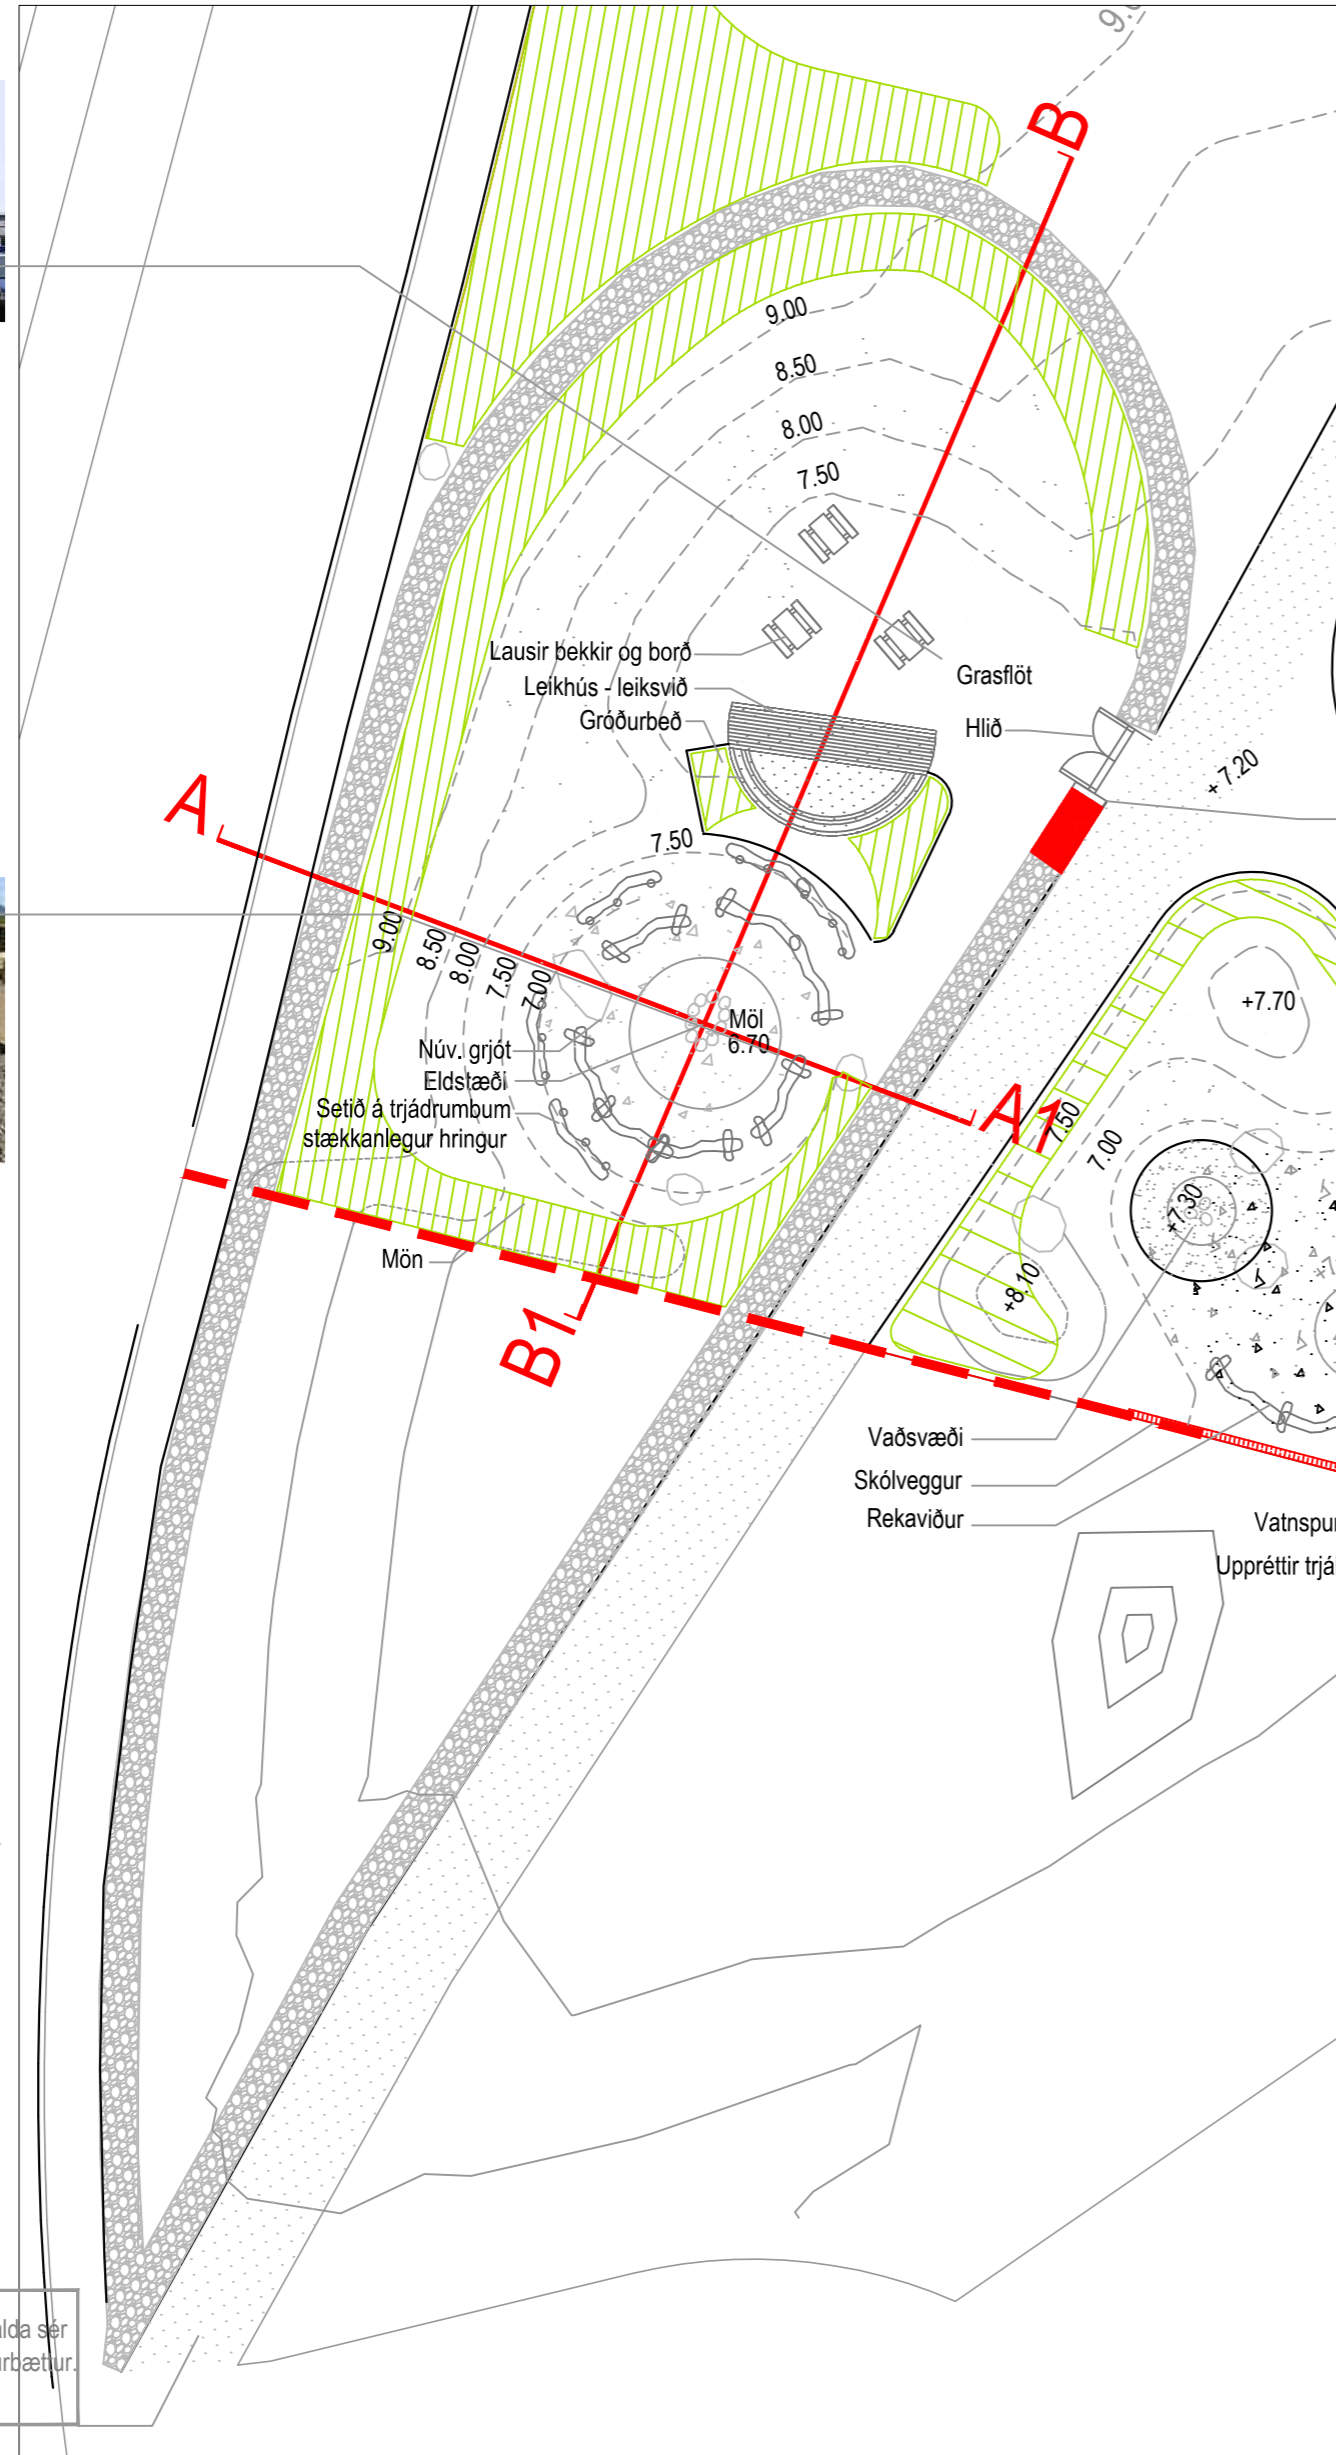 B
9.00
8.50
8.00
7.50
Lausir bekkir og borð
Leikhús - leiksvið
Gróðurbeð
Grasflöt
Hlið
+7.20
A
7.50
9.00
8.50
8.00
7.50
7.00
+7.70
Möl
6.70
Núv. grjót
Eldstæði
Setið á trjádrumbum
stækkanlegur hringur
A1
7.50
7.00
+7.30
Mön
+8.10
B1
Vaðsvæði
Skólveggur
Rekaviður
Uppréttir
sér